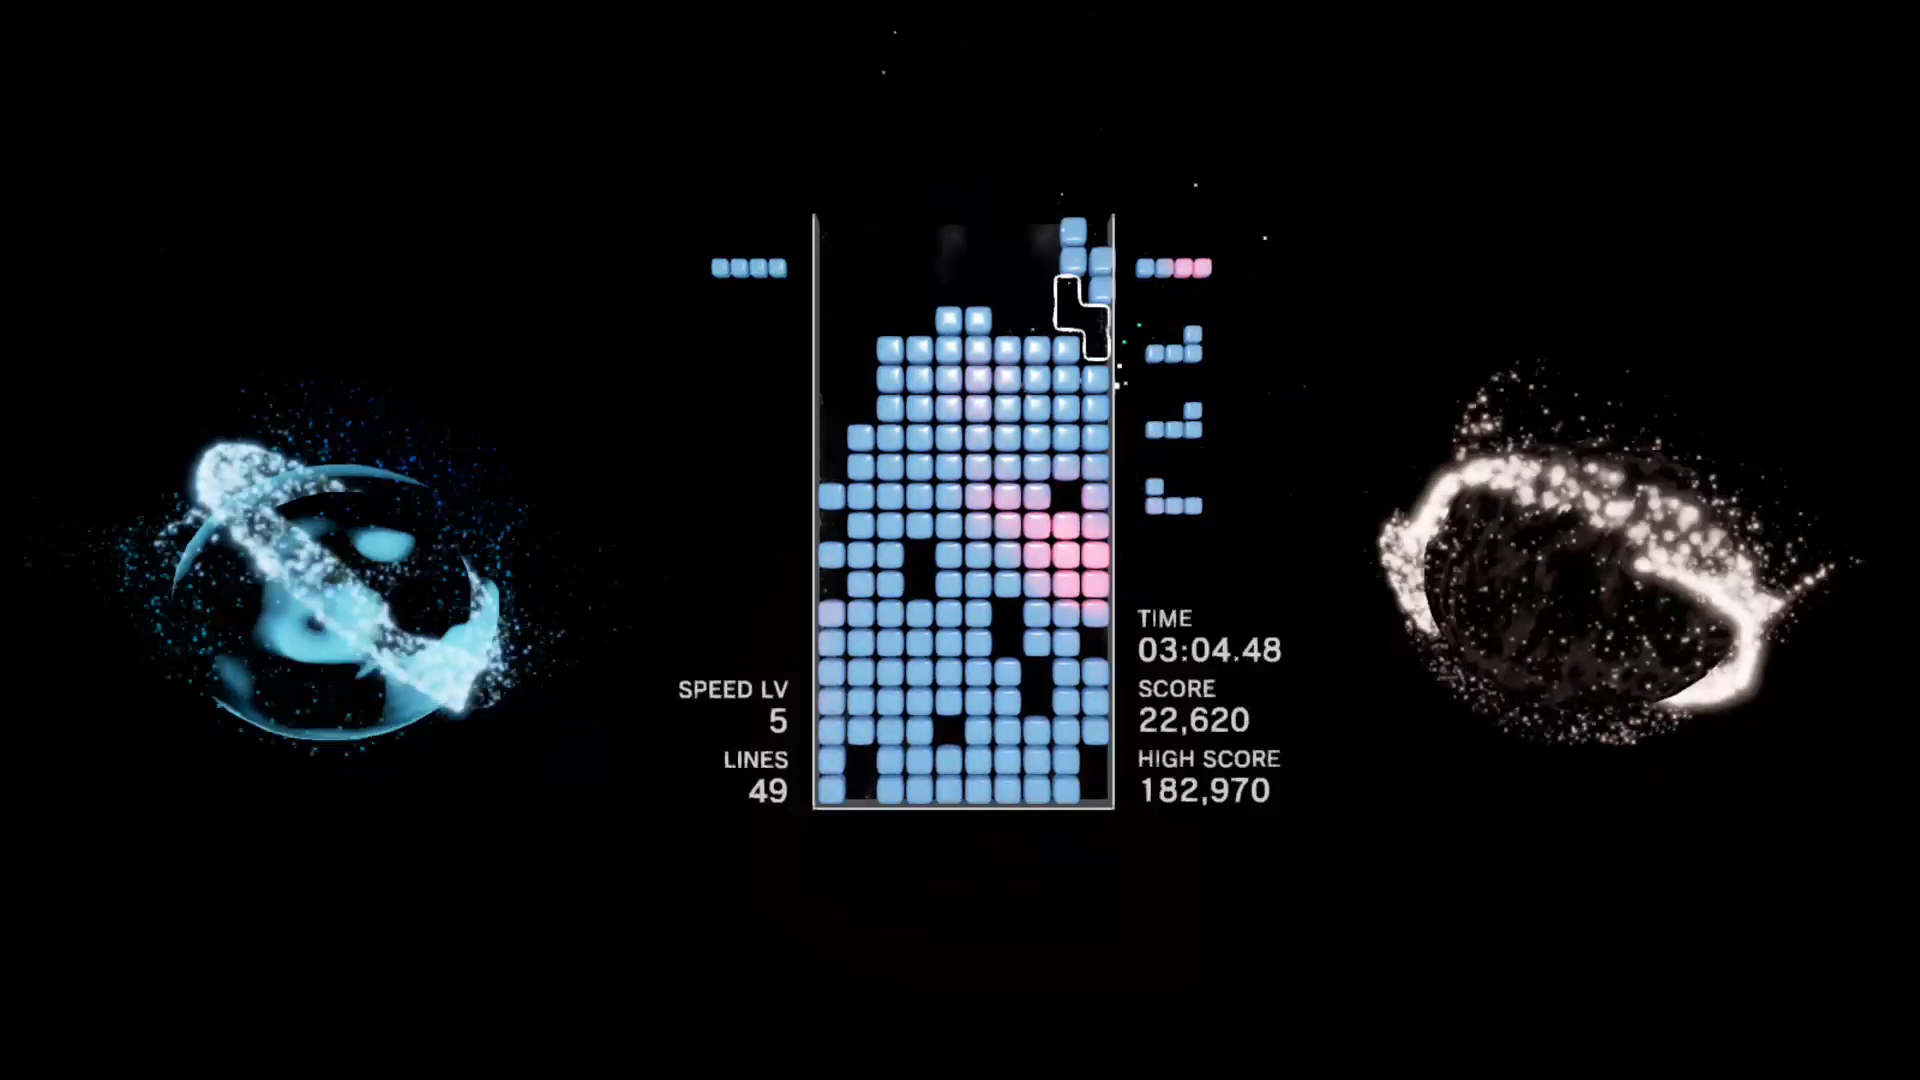 SPEED LV
5
LINES
49
TIME
03:04.48
SCORE
22,620
HIGH SCORE
182,970